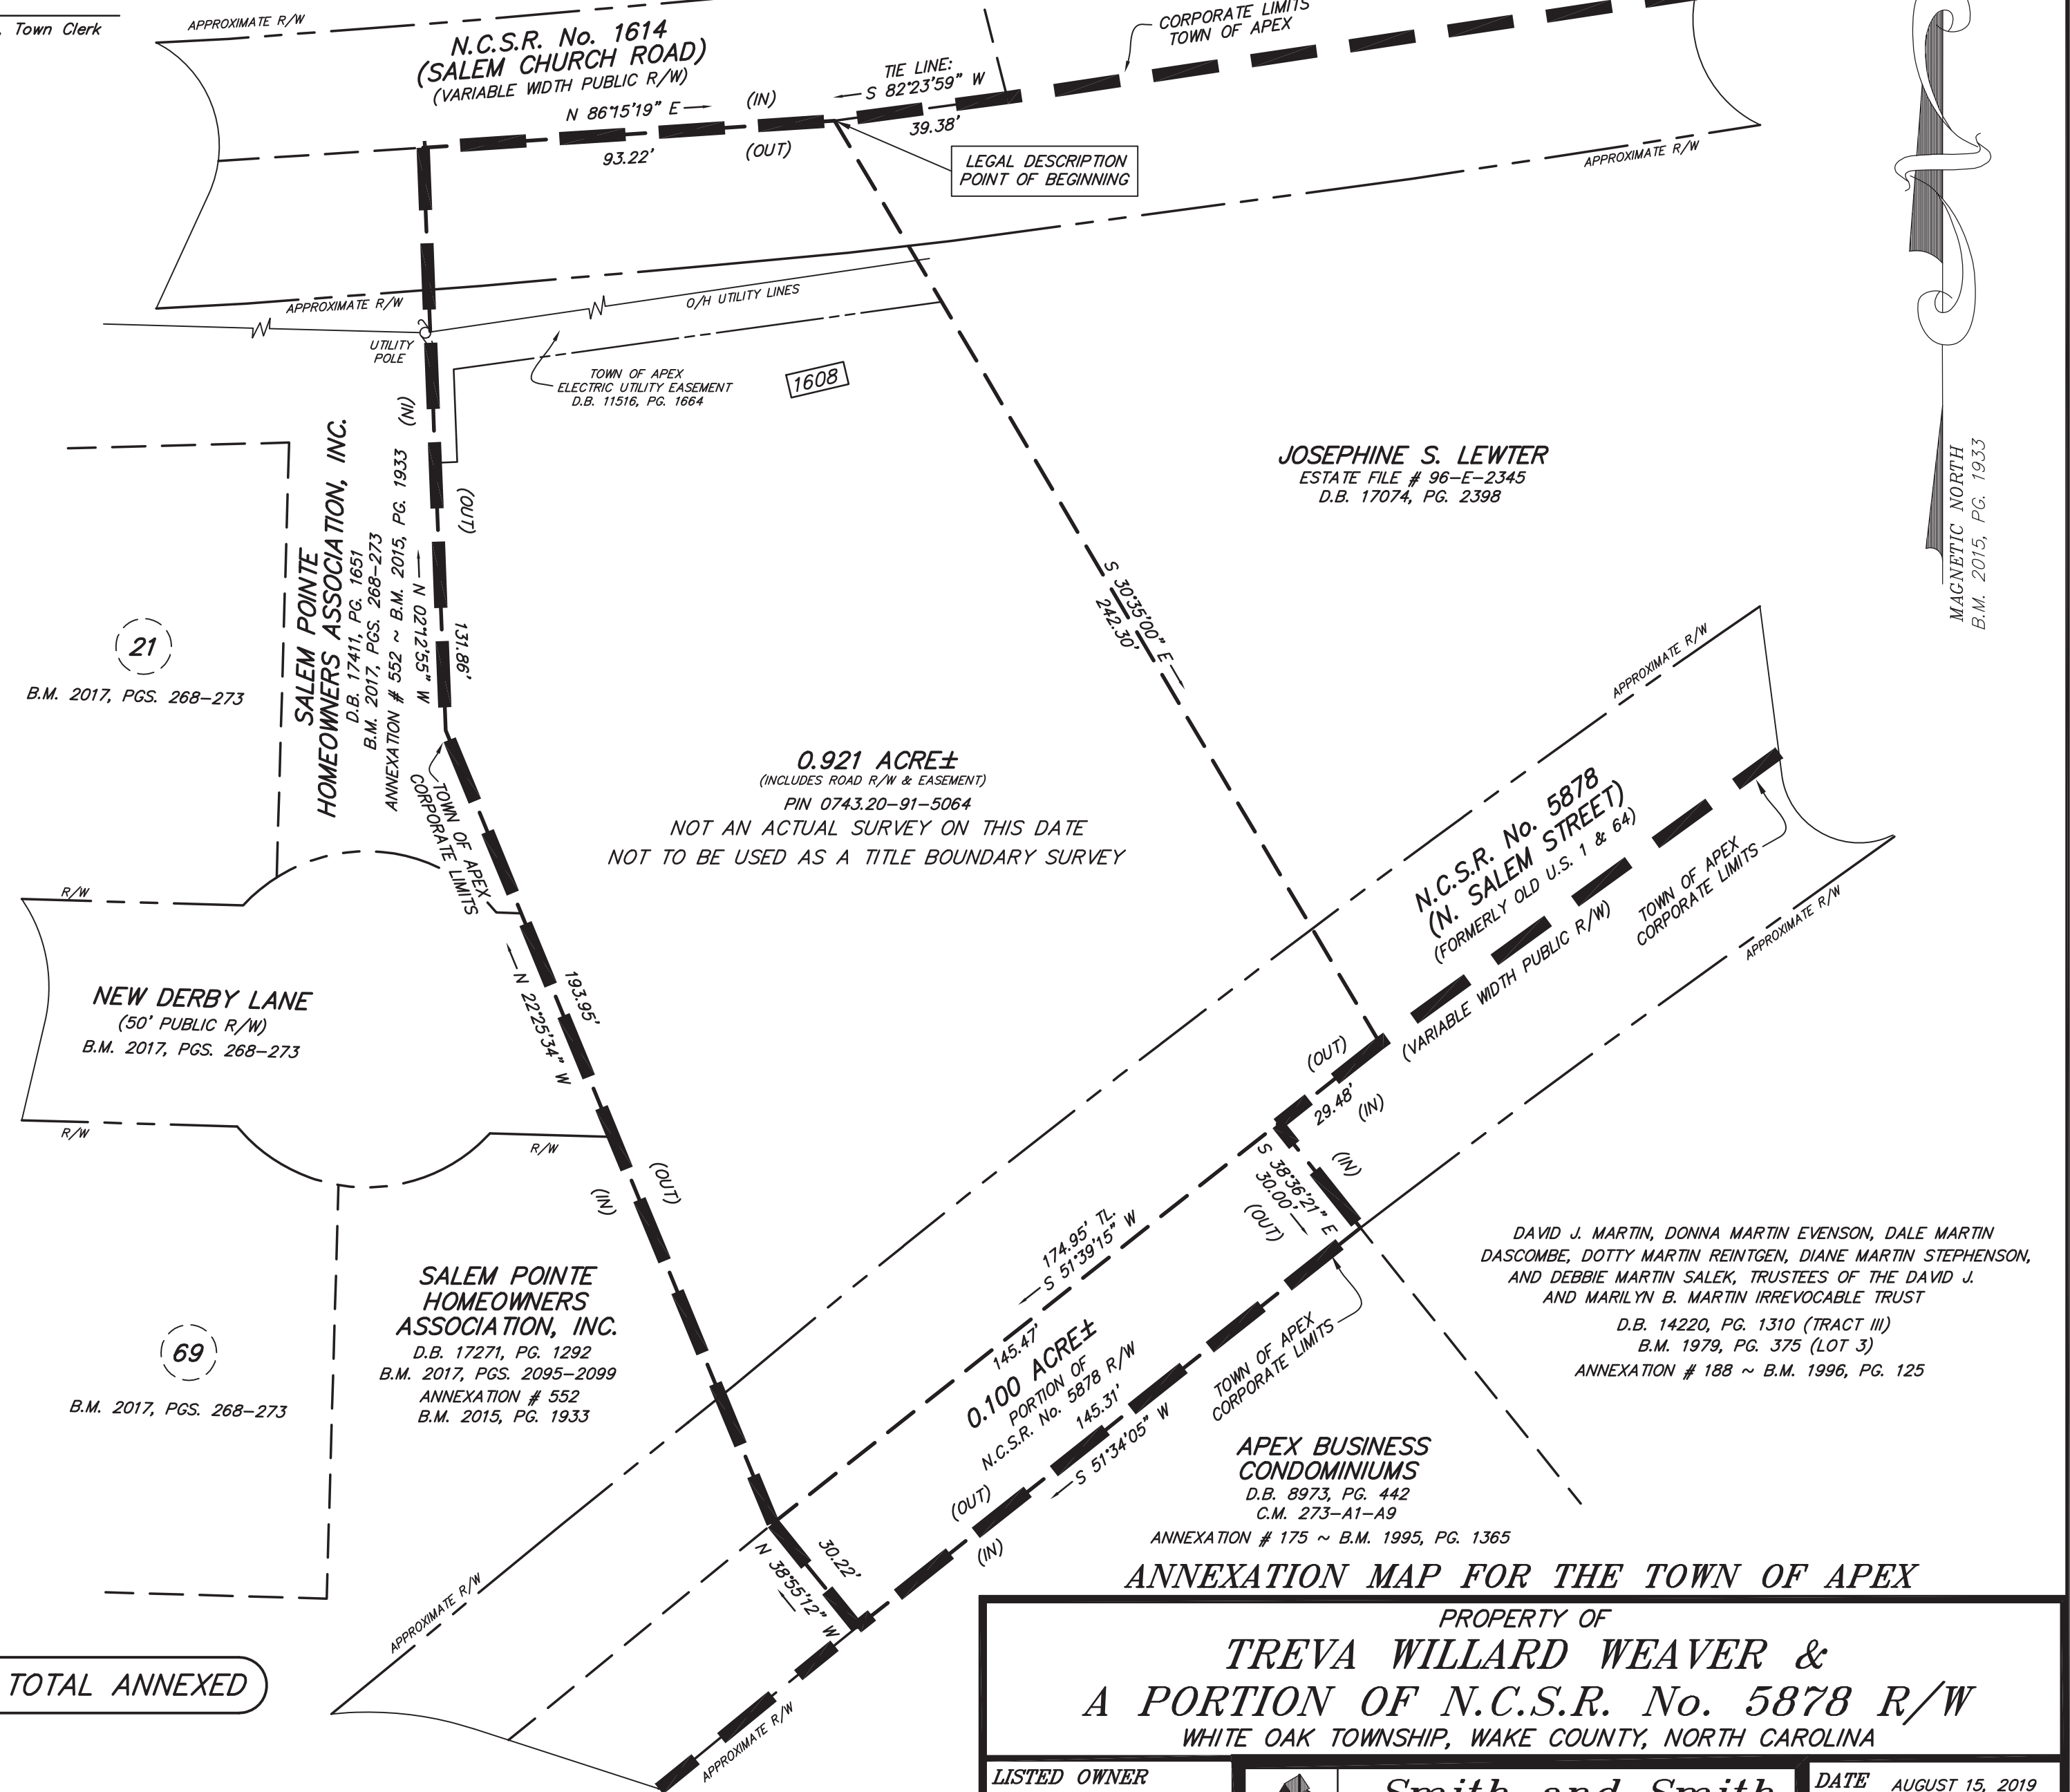 . Town Clerk
APPROXIMATE R/W
N.C.S.R. No. 1614
(SALEM CHURCH ROAD)
(VARIABLE WIDTH PUBLIC R/W)
N 86°15'19" E
(IN)
93.22'
(OUT)
TIE LINE:
S 82°23'59" W
39.38'
CORPORATE LIMITS
TOWN OF APEX
LEGAL DESCRIPTION
POINT OF BEGINNING
APPROXIMATE R/W
APPROXIMATE R/W
O/H UTILITY LINES
UTILITY
POLE
TOWN OF APEX
ELECTRIC UTILITY EASEMENT
D.B. 11516, PG. 1664
1608
JOSEPHINE S. LEWTER
ESTATE FILE # 96-E-2345
D.B. 17074, PG. 2398
MAGNETIC NORTH
B.M. 2015, PG. 1933
SALEM POINTE
HOMEOWNERS ASSOCIATION, INC.
D.B. 17411, PG. 1651
B.M. 2017, PGS. 268-273
ANNEXATION # 552 ~ B.M. 2015, PG. 1933
(IN)
(OUT)
N 02°12'55" W
131.86'
21
B.M. 2017, PGS. 268-273
S 30°35'00" E
242.30'
APPROXIMATE R/W
TOWN OF APEX
CORPORATE LIMITS
0.921 ACRE±
(INCLUDES ROAD R/W & EASEMENT)
PIN 0743.20-91-5064
NOT AN ACTUAL SURVEY ON THIS DATE
NOT TO BE USED AS A TITLE BOUNDARY SURVEY
N.C.S.R. No. 5878
(N. SALEM STREET)
(FORMERLY OLD U.S. 1 & 64)
(VARIABLE WIDTH PUBLIC R/W)
TOWN OF APEX
CORPORATE LIMITS
APPROXIMATE R/W
R/W
NEW DERBY LANE
(50' PUBLIC R/W)
B.M. 2017, PGS. 268-273
R/W
R/W
193.95'
N 22°25'34" W
(OUT)
(IN)
(OUT)
29.48'
(IN)
(IN)
S 38°36'21" E
30.00'
(OUT)
174.95' TL.
S 51°39'15" W
145.47'
0.100 ACRE±
PORTION OF
N.C.S.R. No. 5878 R/W
145.31'
S 51°34'05" W
TOWN OF APEX
CORPORATE LIMITS
DAVID J. MARTIN, DONNA MARTIN EVENSON, DALE MARTIN
DASCOMBE, DOTTY MARTIN REINTGEN, DIANE MARTIN STEPHENSON,
AND DEBBIE MARTIN SALEK, TRUSTEES OF THE DAVID J.
AND MARILYN B. MARTIN IRREVOCABLE TRUST
D.B. 14220, PG. 1310 (TRACT III)
B.M. 1979, PG. 375 (LOT 3)
ANNEXATION # 188 ~ B.M. 1996, PG. 125
SALEM POINTE
HOMEOWNERS
ASSOCIATION, INC.
D.B. 17271, PG. 1292
B.M. 2017, PGS. 2095-2099
ANNEXATION # 552
B.M. 2015, PG. 1933
69
B.M. 2017, PGS. 268-273
APEX BUSINESS
CONDOMINIUMS
D.B. 8973, PG. 442
C.M. 273-A1-A9
ANNEXATION # 175 ~ B.M. 1995, PG. 1365
(OUT)
(IN)
30.22'
N 38°55'12" W
APPROXIMATE R/W
APPROXIMATE R/W
TOTAL ANNEXED
ANNEXATION MAP FOR THE TOWN OF APEX
PROPERTY OF
TREVA WILLARD WEAVER &
A PORTION OF N.C.S.R. No. 5878 R/W
WHITE OAK TOWNSHIP, WAKE COUNTY, NORTH CAROLINA
LISTED OWNER
Smith and Smith
DATE AUGUST 15, 2019